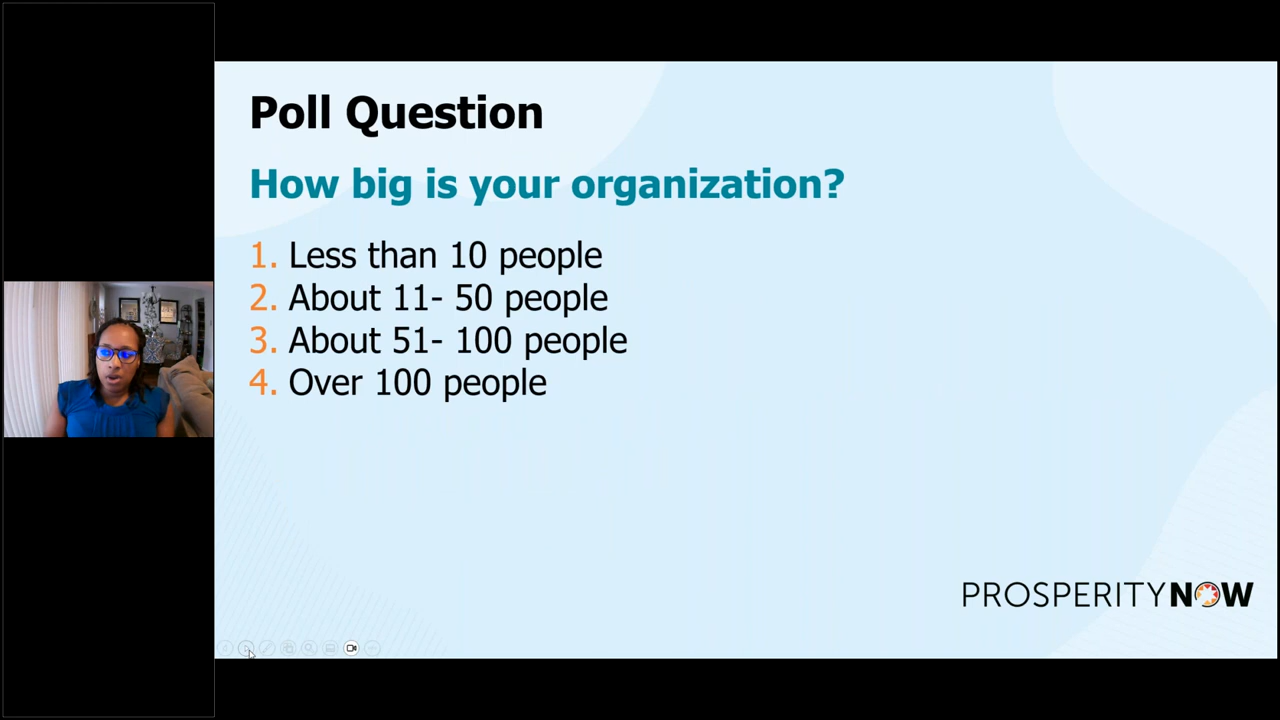 Poll Question
How big is your organization?
1. Less than 10 people
2. About 11- 50 people
3. About 51- 100 people
4. Over 100 people
PROSPERITY NOW